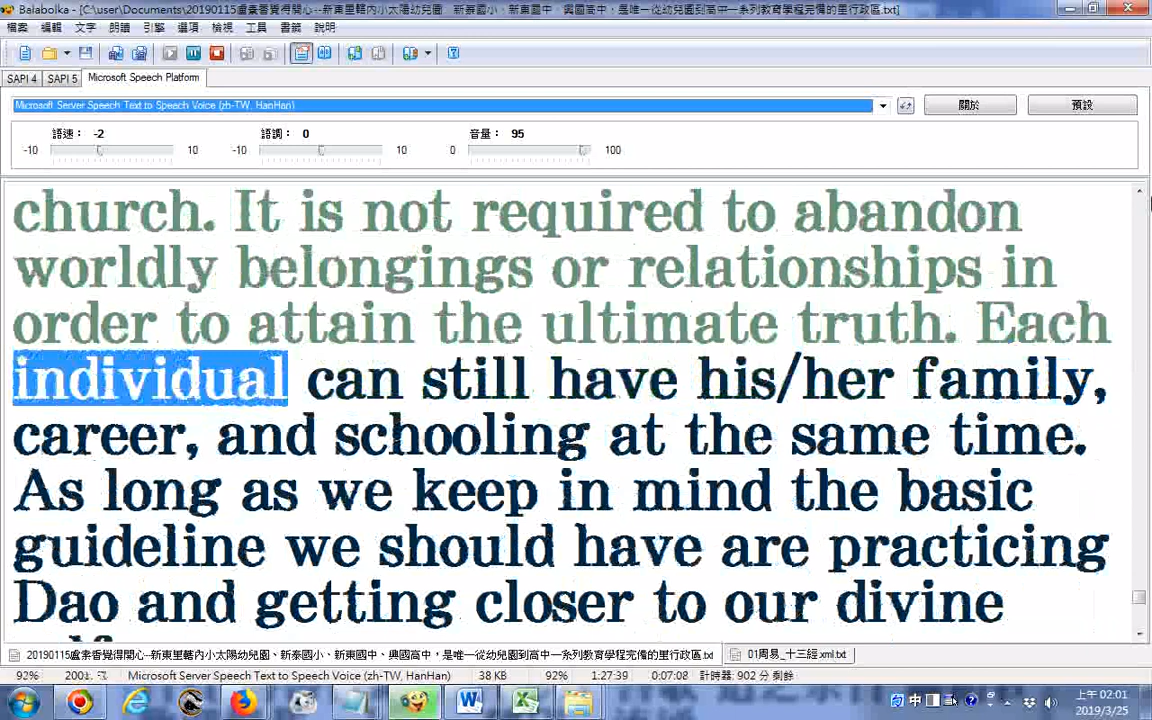 Balabolka - [C:\user\Documents\20190115盧素香覺得開心--新東里轄內小太陽幼兒園、新泰國小、新東國中、興國高中，是唯一從幼兒園到高中一系列教育學程完備的里行政區.txt]
檔案 編輯 文字 朗讀 引擎 選項 檢視 工具 書籤 說明
SAPI 4 SAPI 5 Microsoft Speech Platform
Microsoft Server Speech Text to Speech Voice (zh-TW, HanHan) 關於 預設
語速： -2 語調： 0 音量： 95
-10 10 -10 10 0 100
church. It is not required to abandon
worldly belongings or relationships in
order to attain the ultimate truth. Each
individual can still have his/her family,
career, and schooling at the same time.
As long as we keep in mind the basic
guideline we should have are practicing
Dao and getting closer to our divine
20190115盧素香覺得開心--新東里轄內小太陽幼兒園、新泰國小、新東國中、興國高中，是唯一從幼兒園到高中一系列教育學程完備的里行政區.txt 01周易_十三經.xml.txt
92% Microsoft Server Speech Text to Speech Voice (zh-TW, HanHan) 38 KB 92% 1:27:39 0:07:08 計時器: 902 分 剩餘
中 上午 02:01
2019/3/25